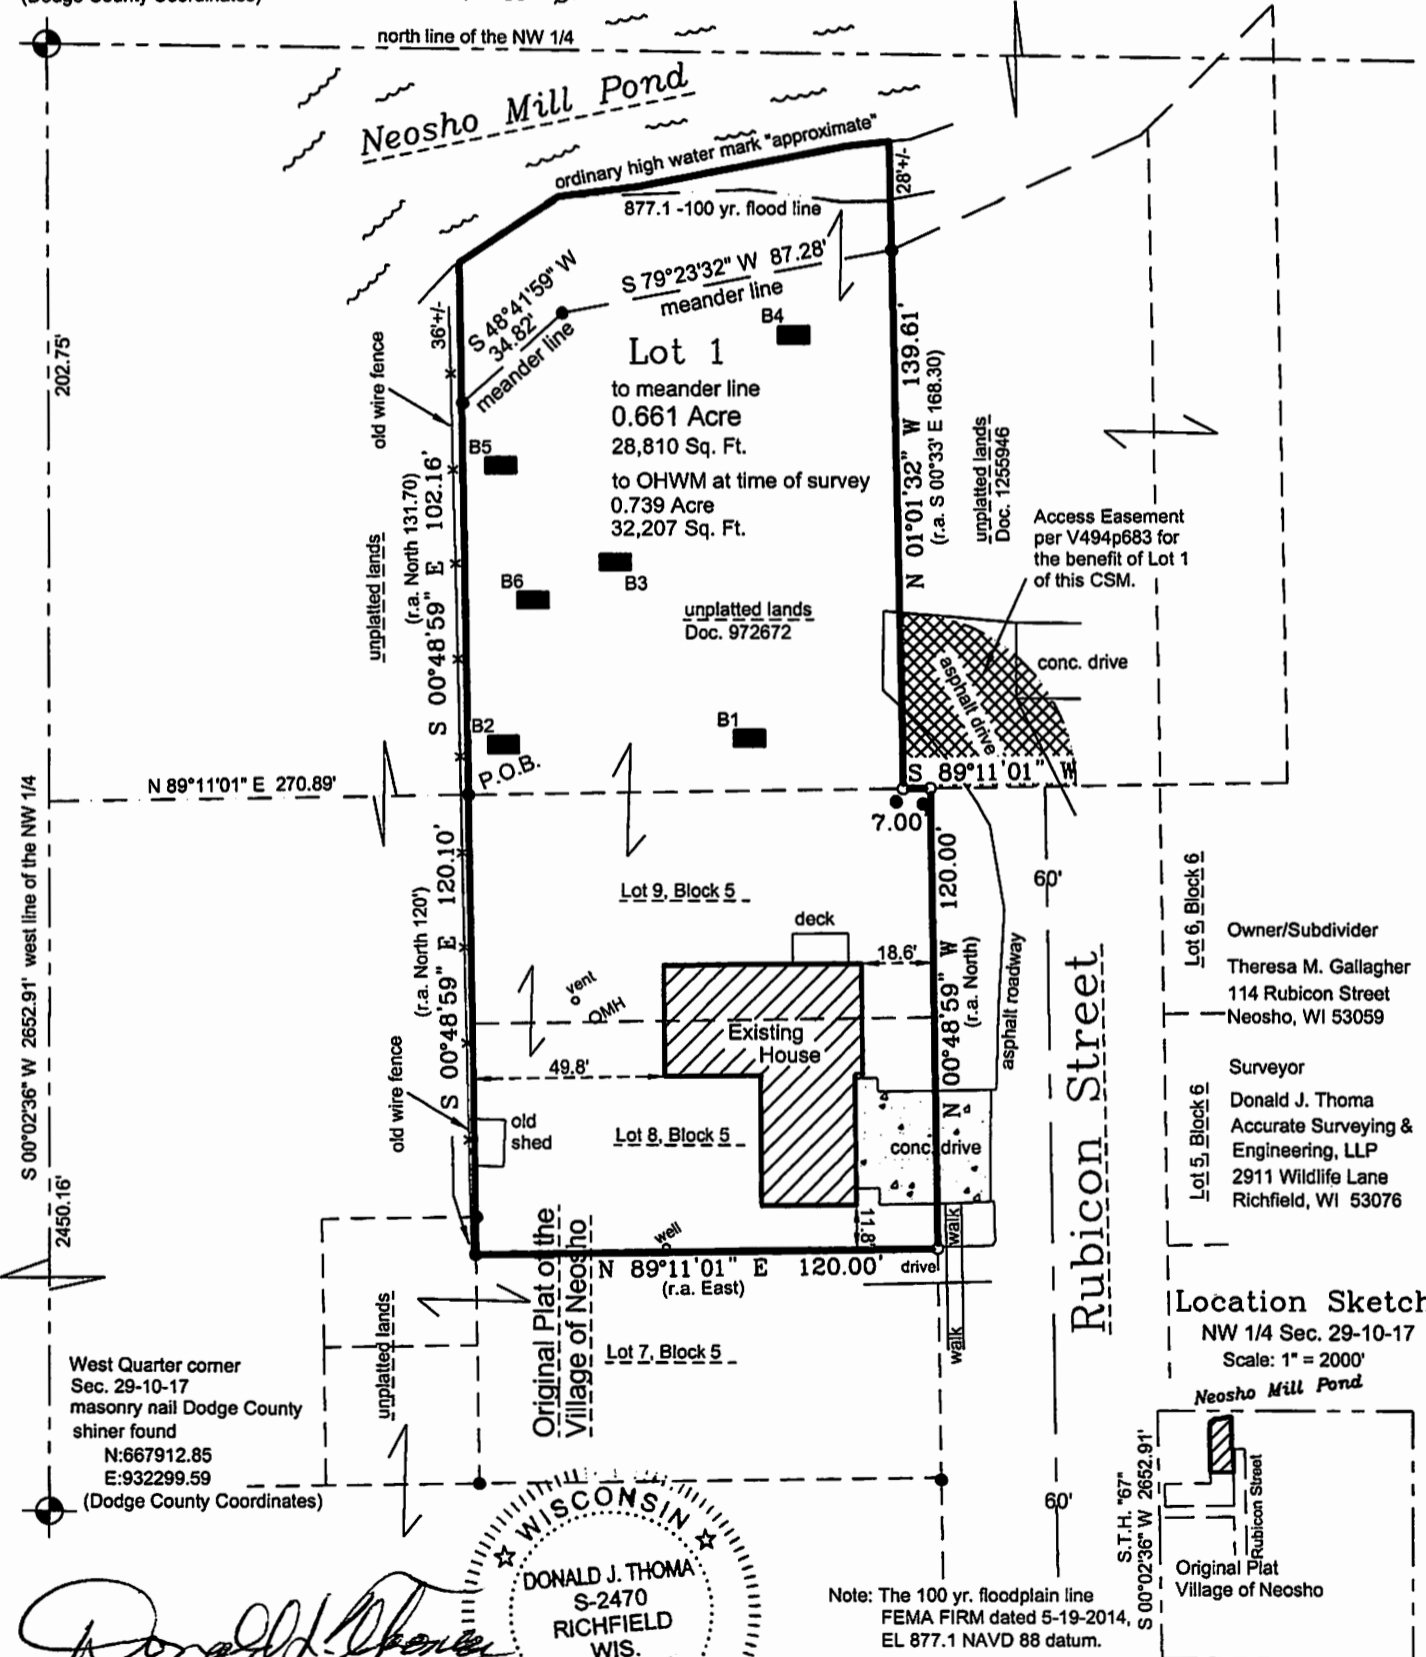 (Dodge County Coordinates)
north line of the NW 1/4
Neosho Mill Pond
ordinary high water mark "approximate"
28'+/-
877.1 -100 yr. flood line
S 79°23'32" W 87.28'
meander line
S 48°41'59" W
34.82'
meander line
36'+/-
old wire fence
202.75'
B4
Lot 1
to meander line
0.661 Acre
28,810 Sq. Ft.
to OHWM at time of survey
0.739 Acre
32,207 Sq. Ft.
N 01°01'32" W 139.61'
(r.a. S 00°33' E 168.30)
unplatted lands
Doc. 1255946
Access Easement
per V494p683 for
the benefit of Lot 1
of this CSM.
B5
S 00°48'59" E 102.16'
(r.a. North 131.70)
unplatted lands
B6
B3
unplatted lands
Doc. 972672
conc. drive
asphalt drive
B2
B1
P.O.B.
N 89°11'01" E 270.89'
S 89°11'01" W
7.00'
S 00°02'36" W 2652.91' west line of the NW 1/4
2450.16'
S 00°48'59" E 120.10'
(r.a. North 120')
old wire fence
Lot 9, Block 5
deck
18.6'
N 00°48'59" W 120.00'
(r.a. North)
asphalt roadway
60'
Rubicon Street
vent
MH
Existing
House
49.8'
old
shed
Lot 8, Block 5
conc. drive
11.8'
well
walk
drive
N 89°11'01" E 120.00'
(r.a. East)
Original Plat of the
Village of Neosho
unplatted lands
Lot 7, Block 5
walk
60'
Lot 6, Block 6
Lot 5, Block 6
Owner/Subdivider
Theresa M. Gallagher
114 Rubicon Street
Neosho, WI 53059
Surveyor
Donald J. Thoma
Accurate Surveying &
Engineering, LLP
2911 Wildlife Lane
Richfield, WI 53076
West Quarter corner
Sec. 29-10-17
masonry nail Dodge County
shiner found
N:667912.85
E:932299.59
(Dodge County Coordinates)
Location Sketch
NW 1/4 Sec. 29-10-17
Scale: 1" = 2000'
Neosho Mill Pond
S.T.H. "67"
S 00°02'36" W 2652.91'
Rubicon Street
Original Plat
Village of Neosho
WISCONSIN
DONALD J. THOMA
S-2470
RICHFIELD
WIS.
Note: The 100 yr. floodplain line
FEMA FIRM dated 5-19-2014,
EL 877.1 NAVD 88 datum.